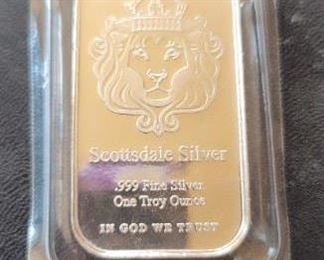 Scottsdale Silver
.999 Fine Silver
One Troy Ounce
IN GOD WE TRUST